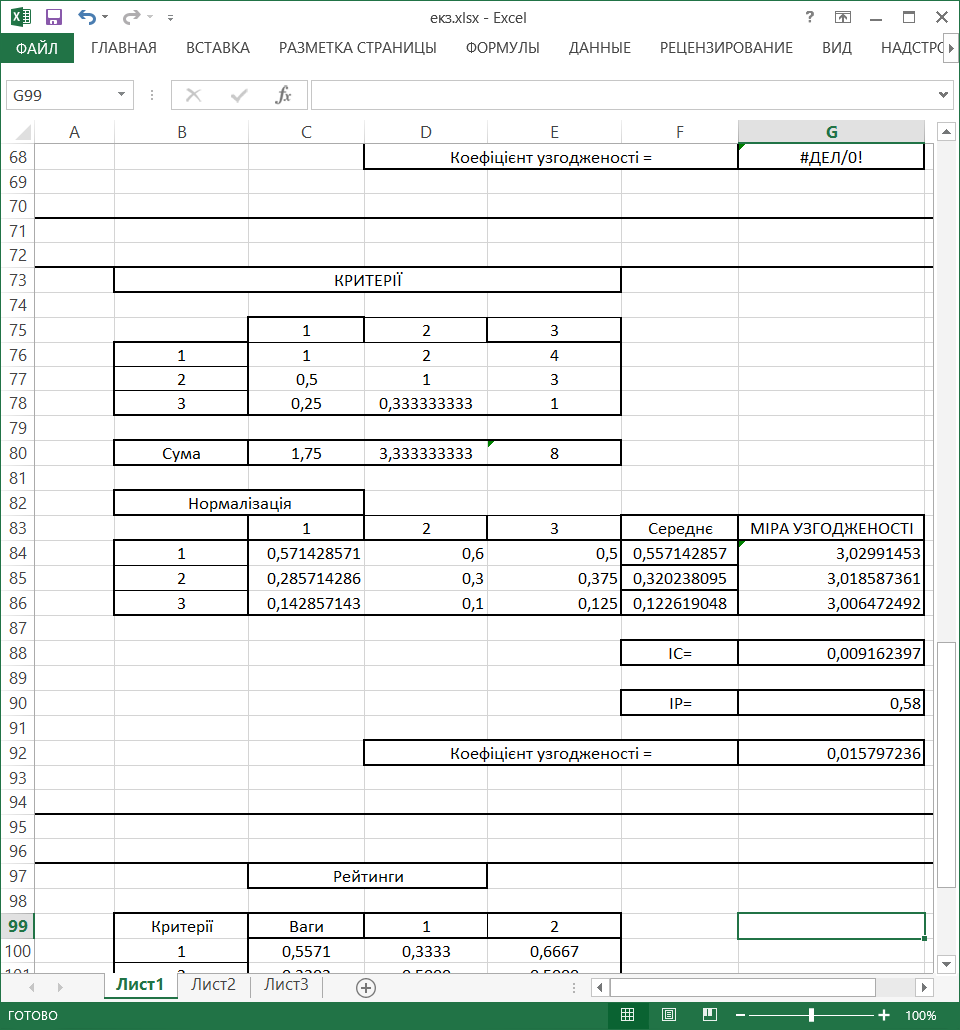 екз.xlsx - Excel
ФАЙЛ ГЛАВНАЯ ВСТАВКА РАЗМЕТКА СТРАНИЦЫ ФОРМУЛЫ ДАННЫЕ РЕЦЕНЗИРОВАНИЕ ВИД НАДСТРО
G99 fx
A B C D E F G
68 Коефіцієнт узгодженості = #ДЕЛ/0!
69
70
71
72
73 КРИТЕРІЇ
74
75 1 2 3
76 1 1 2 4
77 2 0,5 1 3
78 3 0,25 0,333333333 1
79
80 Сума 1,75 3,333333333 8
81
82 Нормалізація
83 1 2 3 Середнє МІРА УЗГОДЖЕНОСТІ
84 1 0,571428571 0,6 0,5 0,557142857 3,02991453
85 2 0,285714286 0,3 0,375 0,320238095 3,018587361
86 3 0,142857143 0,1 0,125 0,122619048 3,006472492
87
88 ІС= 0,009162397
89
90 ІР= 0,58
91
92 Коефіцієнт узгодженості = 0,015797236
93
94
95
96
97 Рейтинги
98
99 Критерії Ваги 1 2
100 1 0,5571 0,3333 0,6667
Лист1 Лист2 Лист3
ГОТОВО 100%